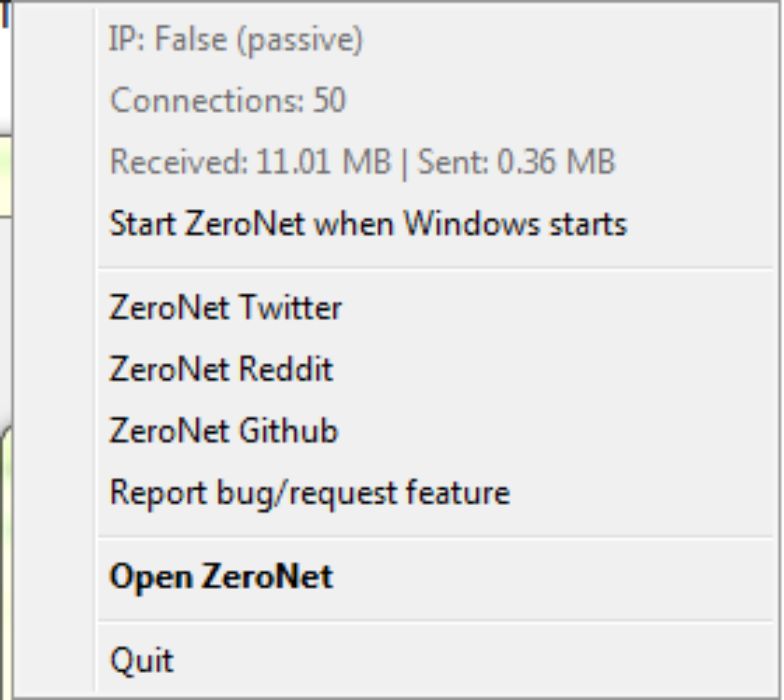 IP: False (passive)
Connections: 50
Received: 11.01 MB | Sent: 0.36 MB
Start ZeroNet when Windows starts
ZeroNet Twitter
ZeroNet Reddit
ZeroNet Github
Report bug/request feature
Open ZeroNet
Quit